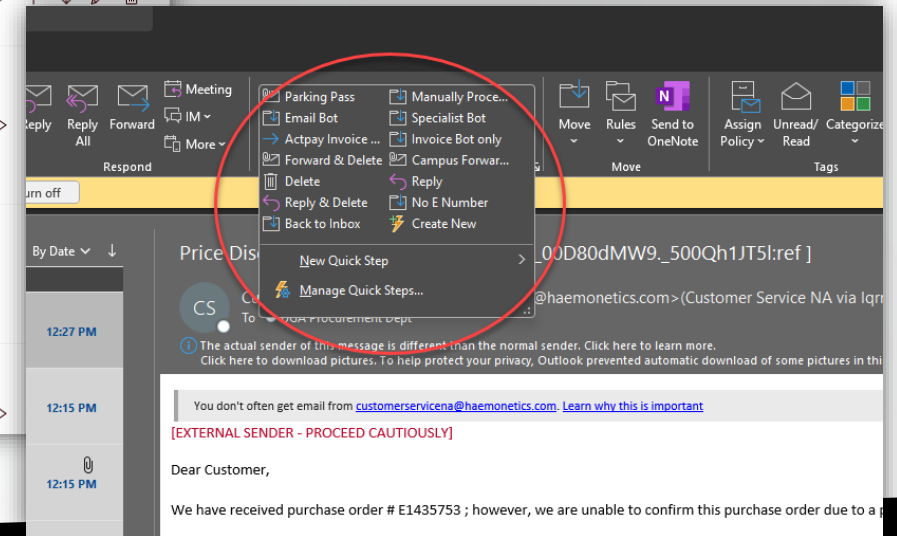 Meeting
IM
More
Reply Forward
All
Respond
Parking Pass
Manually Proce...
Email Bot
Specialist Bot
Actpay Invoice ...
Invoice Bot only
Forward & Delete
Campus Forwar...
Delete
Reply
Reply & Delete
No E Number
Back to Inbox
Create New
New Quick Step
Manage Quick Steps...
Move
Rules
Send to
OneNote
Move
Assign
Policy
Unread/
Read
Categorize
Tags
By Date
12:27 PM
12:15 PM
12:15 PM
Price Dis _00D80dMW9._500Qh1JT5l:ref ]
CS
@haemonetics.com>(Customer Service NA via
To
Procurement Dept
The actual sender of this message is different than the normal sender. Click here to learn more.
Click here to download pictures. To help protect your privacy, Outlook prevented automatic download of some pictures in thi
You don't often get email from customerservicena@haemonetics.com. Learn why this is important
[EXTERNAL SENDER - PROCEED CAUTIOUSLY]
Dear Customer,
We have received purchase order # E1435753 ; however, we are unable to confirm this purchase order due to a